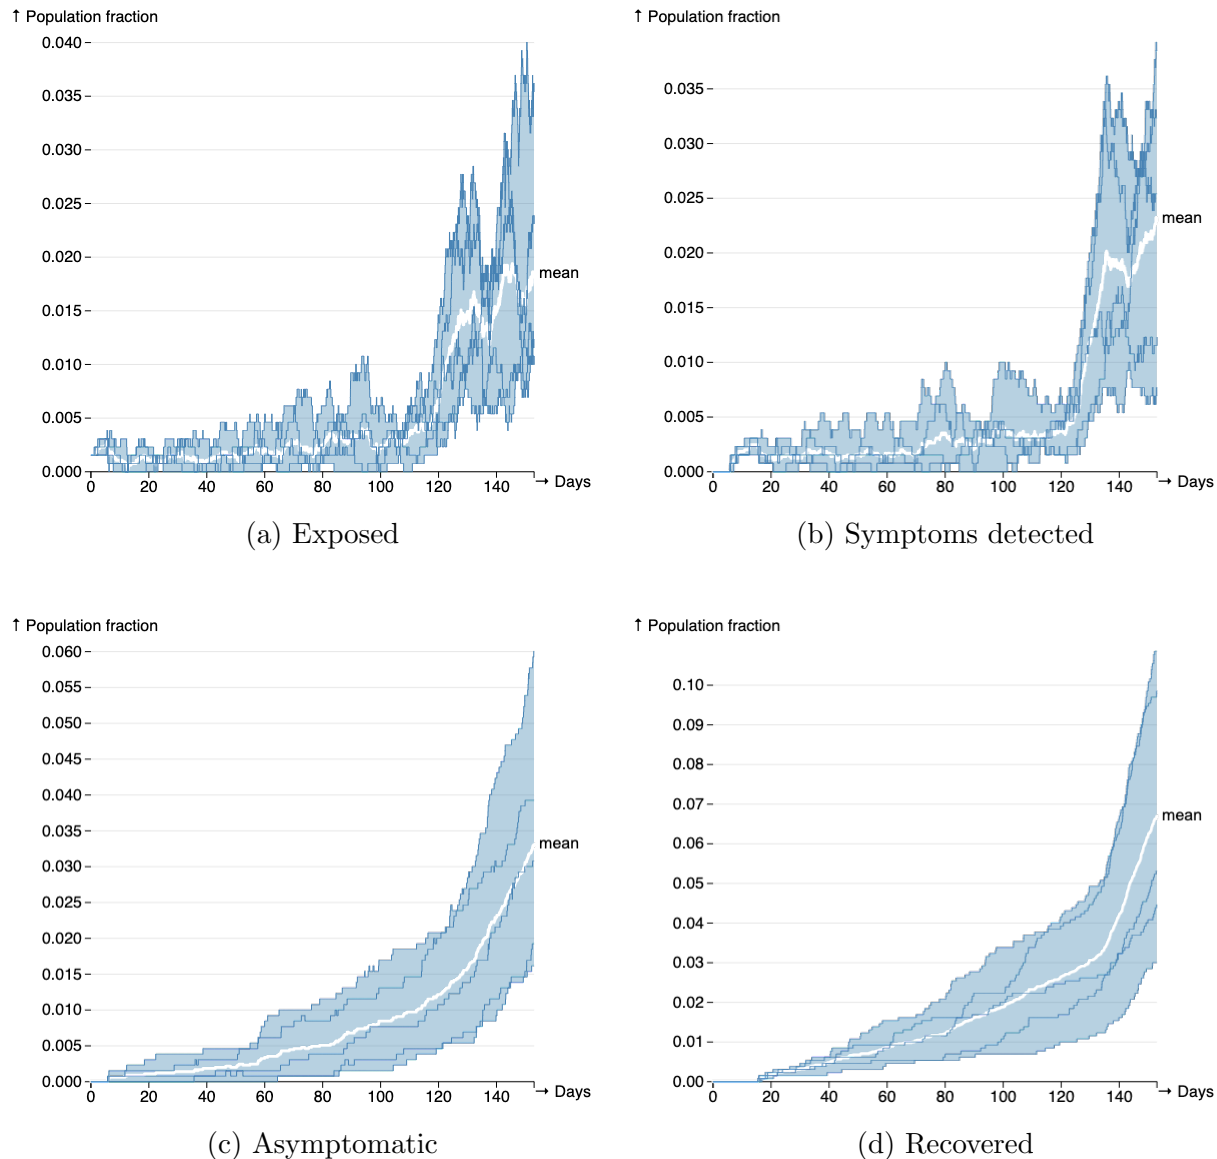 ↑ Population fraction
0.040
0.035
0.030
0.025
0.020
0.015
0.010
0.005
0.000
mean
0 20 40 60 80 100 120 140 → Days
(a) Exposed
↑ Population fraction
0.035
0.030
0.025
0.020
0.015
0.010
0.005
0.000
mean
0 20 40 60 80 100 120 140 → Days
(b) Symptoms detected
↑ Population fraction
0.060
0.055
0.050
0.045
0.040
0.035
0.030
0.025
0.020
0.015
0.010
0.005
0.000
mean
0 20 40 60 80 100 120 140 → Days
(c) Asymptomatic
↑ Population fraction
0.10
0.09
0.08
0.07
0.06
0.05
0.04
0.03
0.02
0.01
0.00
mean
0 20 40 60 80 100 120 140 → Days
(d) Recovered